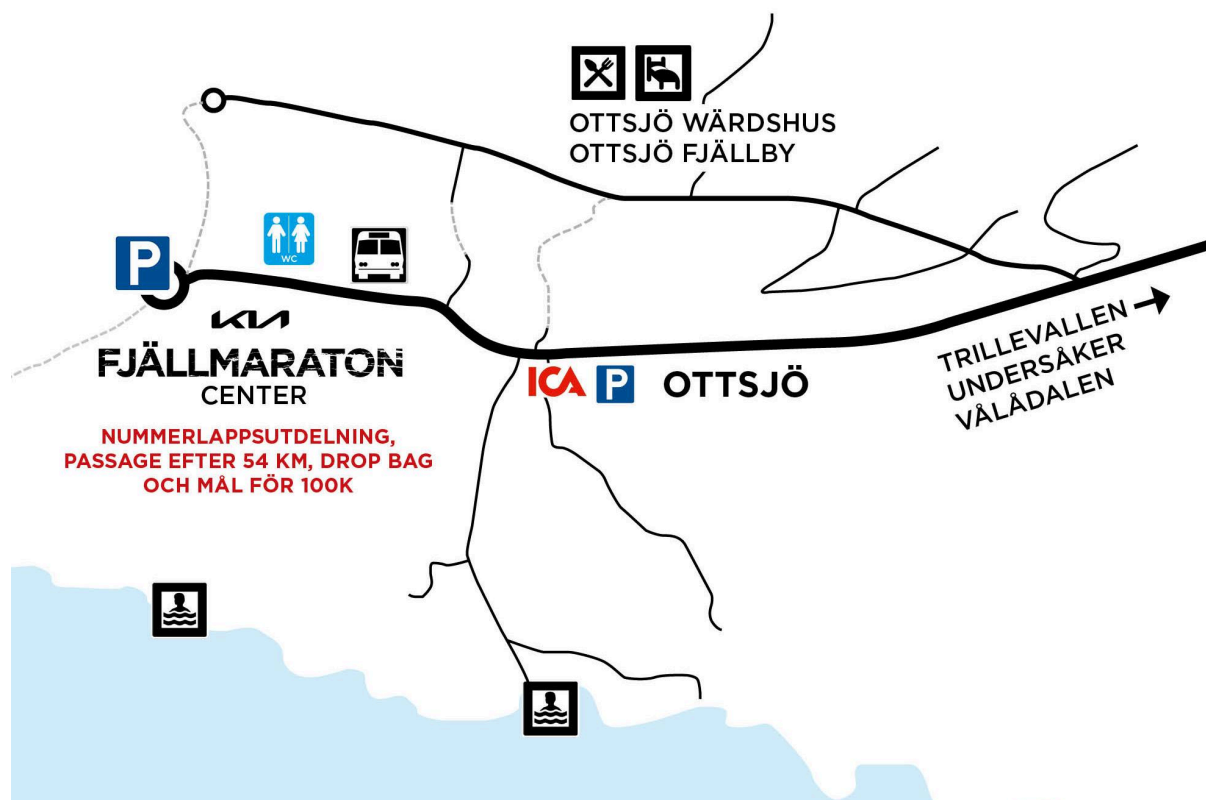 OTTSJÖ WÄRDSHUS
OTTSJÖ FJÄLLBY
WC
P
KIA
FJÄLLMARATON
CENTER
NUMMERLAPPSUTDELNING,
PASSAGE EFTER 54 KM, DROP BAG
OCH MÅL FÖR 100K
ICA P OTTSJÖ
TRILLEVALLEN
UNDERSÅKER
VÅLÅDALEN